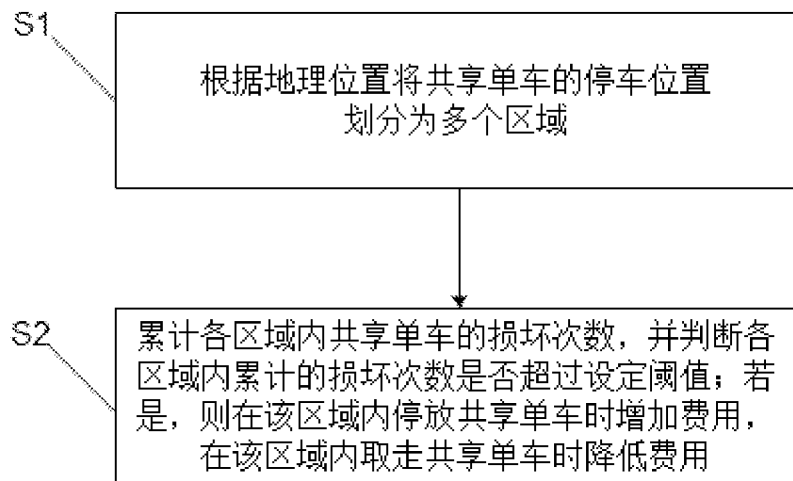 S1
根据地理位置将共享单车的停车位置
划分为多个区域
S2
累计各区域内共享单车的损坏次数，并判断各
区域内累计的损坏次数是否超过设定阈值；若
是，则在该区域内停放共享单车时增加费用，
在该区域内取走共享单车时降低费用